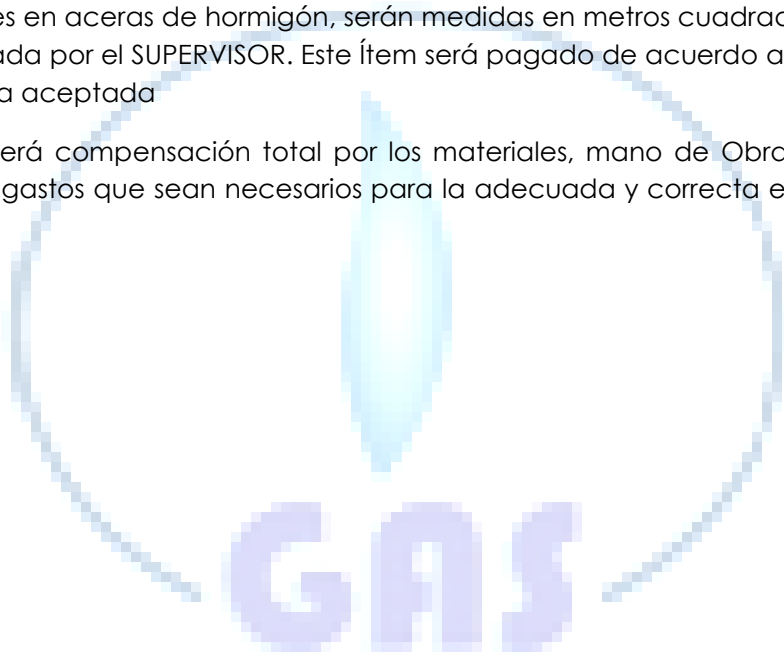 es en aceras de hormigón, serán medidas en metros cuadrad
ada por el SUPERVISOR. Este Ítem será pagado de acuerdo a
a aceptada
erá compensación total por los materiales, mano de Obra
gastos que sean necesarios para la adecuada y correcta e
GAS